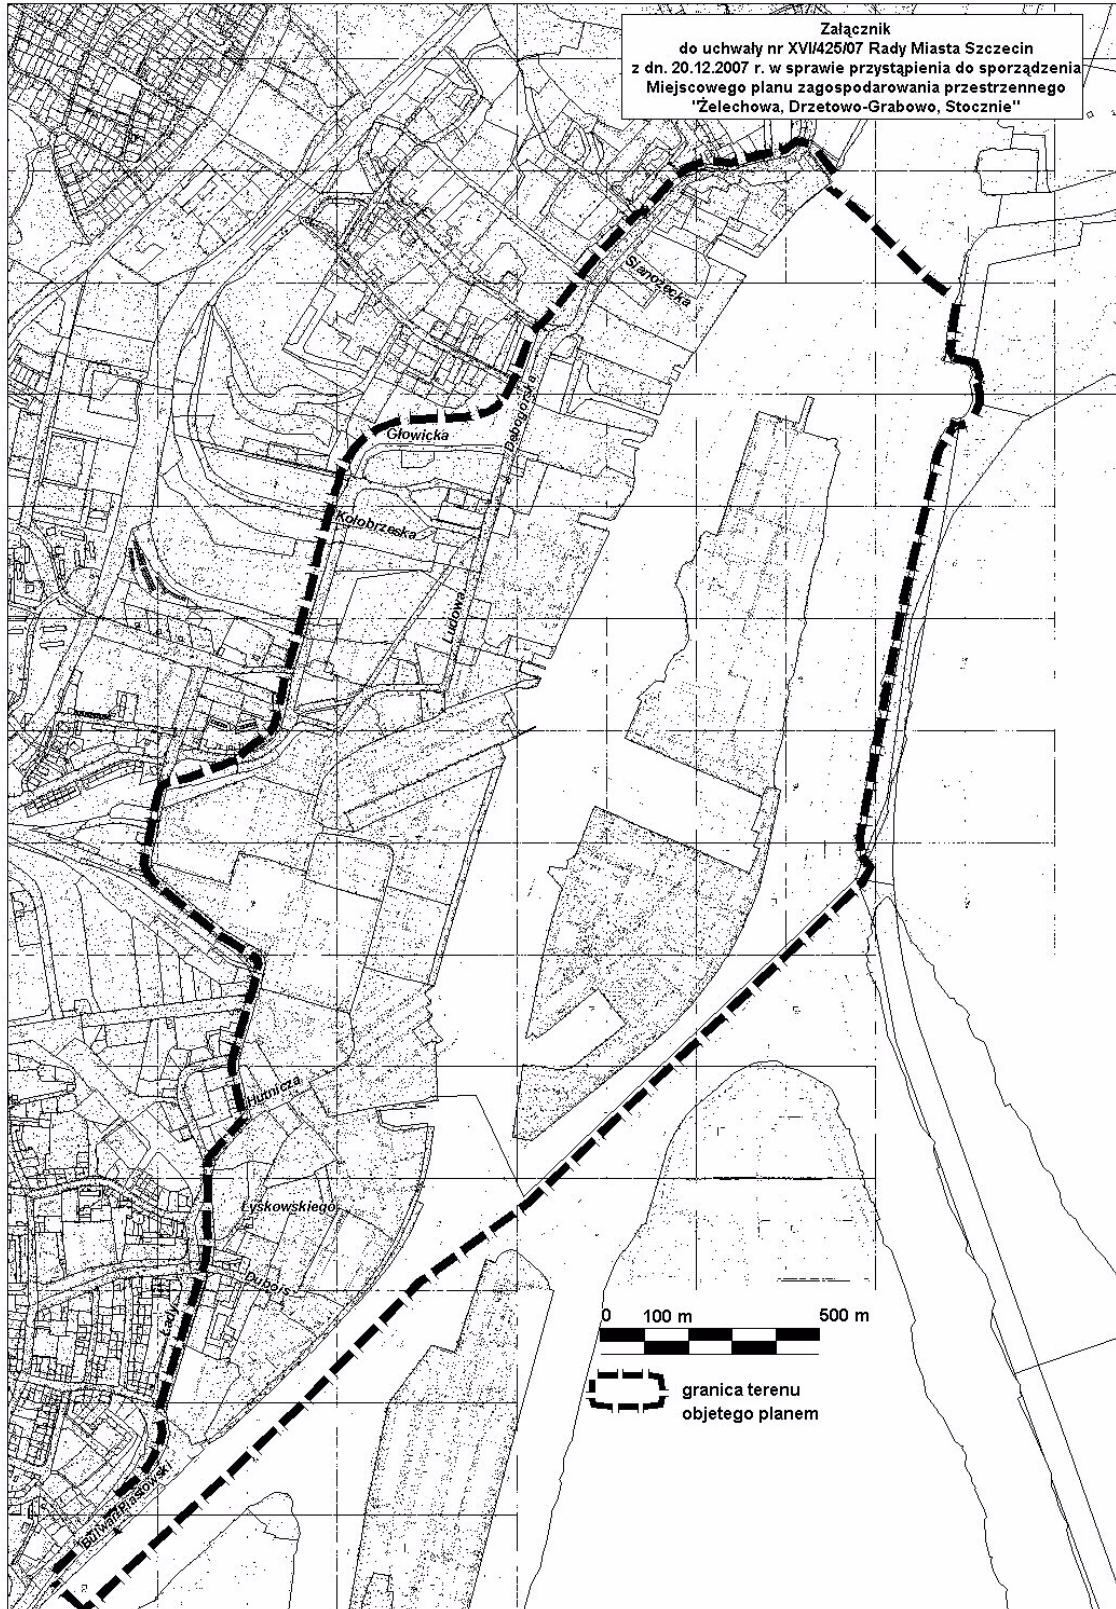 Załącznik
do uchwały nr XVI/425/07 Rady Miasta Szczecin
z dn. 20.12.2007 r. w sprawie przystąpienia do sporządzenia
Miejscowego planu zagospodarowania przestrzennego
"Żelechowa, Drzetowo-Grabowo, Stocznie"
Stanożecka
Dębogórska
Głowicka
Kołobrzeska
Ludowa
Hutnicza
Łyskowskiego
Dubois
Łady
Bulwar Piastowski
0 100 m 500 m
granica terenu
objetego planem